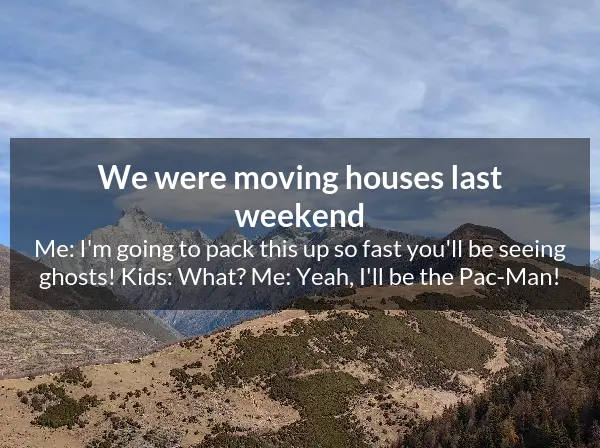 We were moving houses last
weekend
Me: I'm going to pack this up so fast you'll be seeing
ghosts! Kids: What? Me: Yeah, I'll be the Pac-Man!